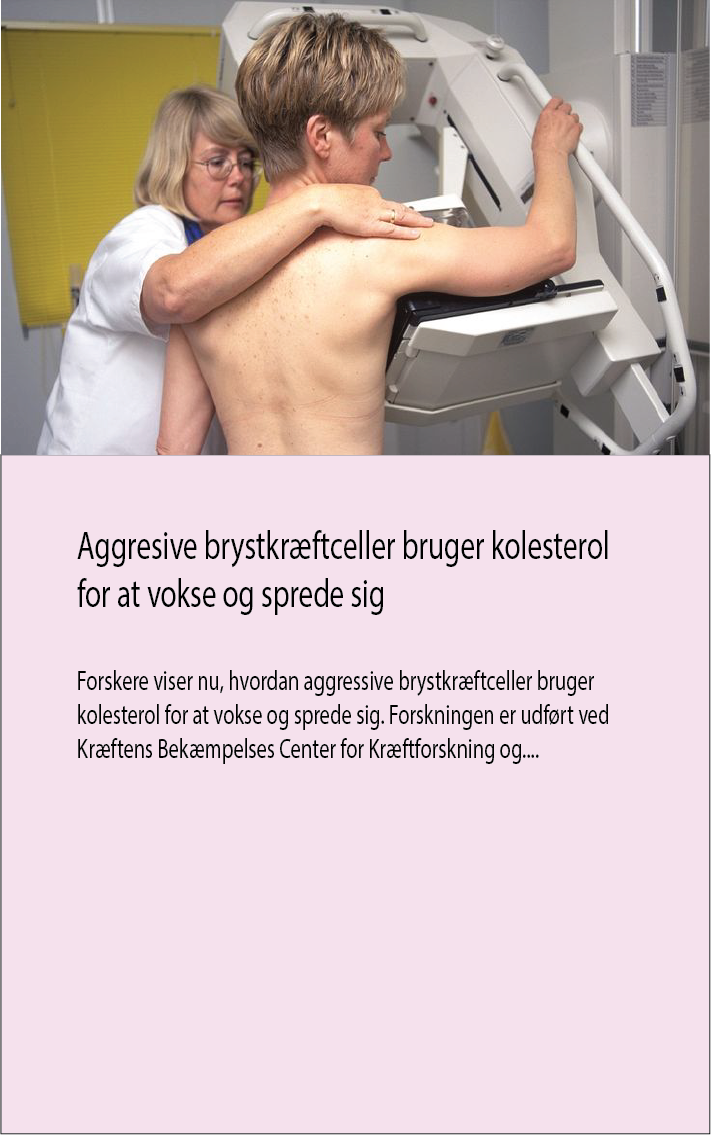 Aggresive brystkræftceller bruger kolesterol
for at vokse og sprede sig
Forskere viser nu, hvordan aggressive brystkræftceller bruger
kolesterol for at vokse og sprede sig. Forskningen er udført ved
Kræftens Bekæmpelses Center for Kræftforskning og....